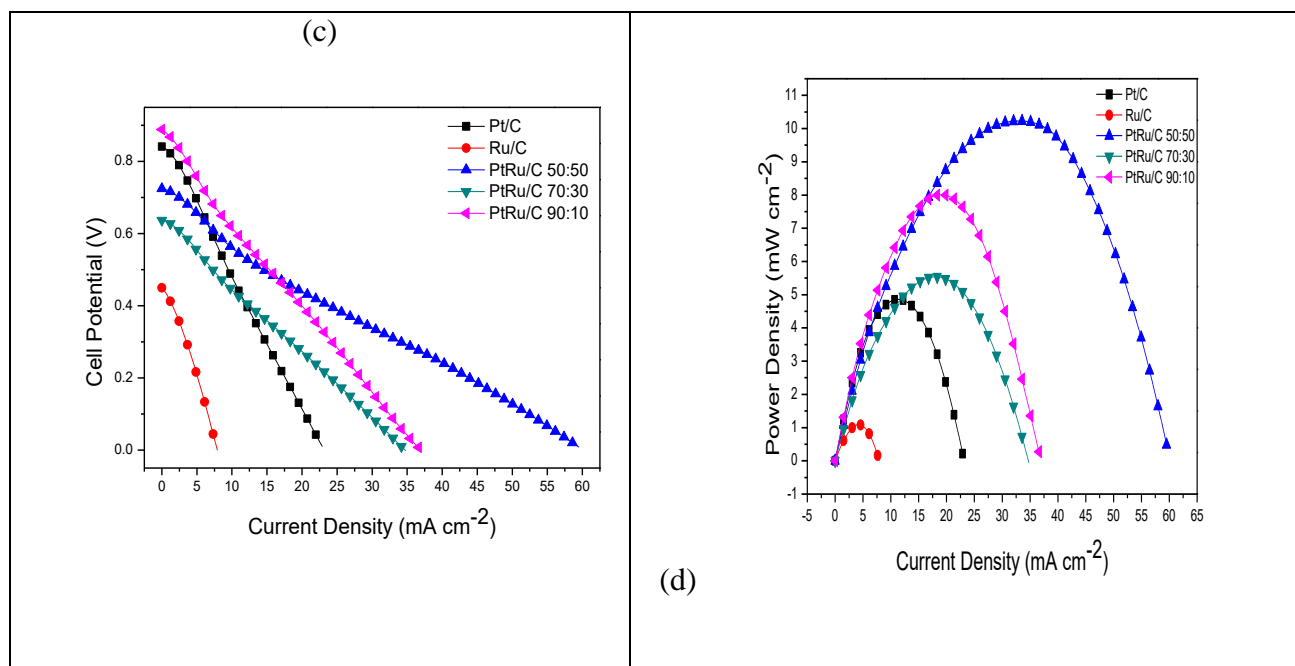 (c)
Pt/C
Ru/C
PtRu/C 50:50
PtRu/C 70:30
PtRu/C 90:10
0.8
0.6
0.4
0.2
0.0
Cell Potential (V)
0 5 10 15 20 25 30 35 40 45 50 55 60
Current Density (mA cm-2)
Pt/C
Ru/C
PtRu/C 50:50
PtRu/C 70:30
PtRu/C 90:10
11
10
9
8
7
6
5
4
3
2
1
0
-1
Power Density (mW cm-2)
-5 0 5 10 15 20 25 30 35 40 45 50 55 60 65
Current Density (mA cm-2)
(d)